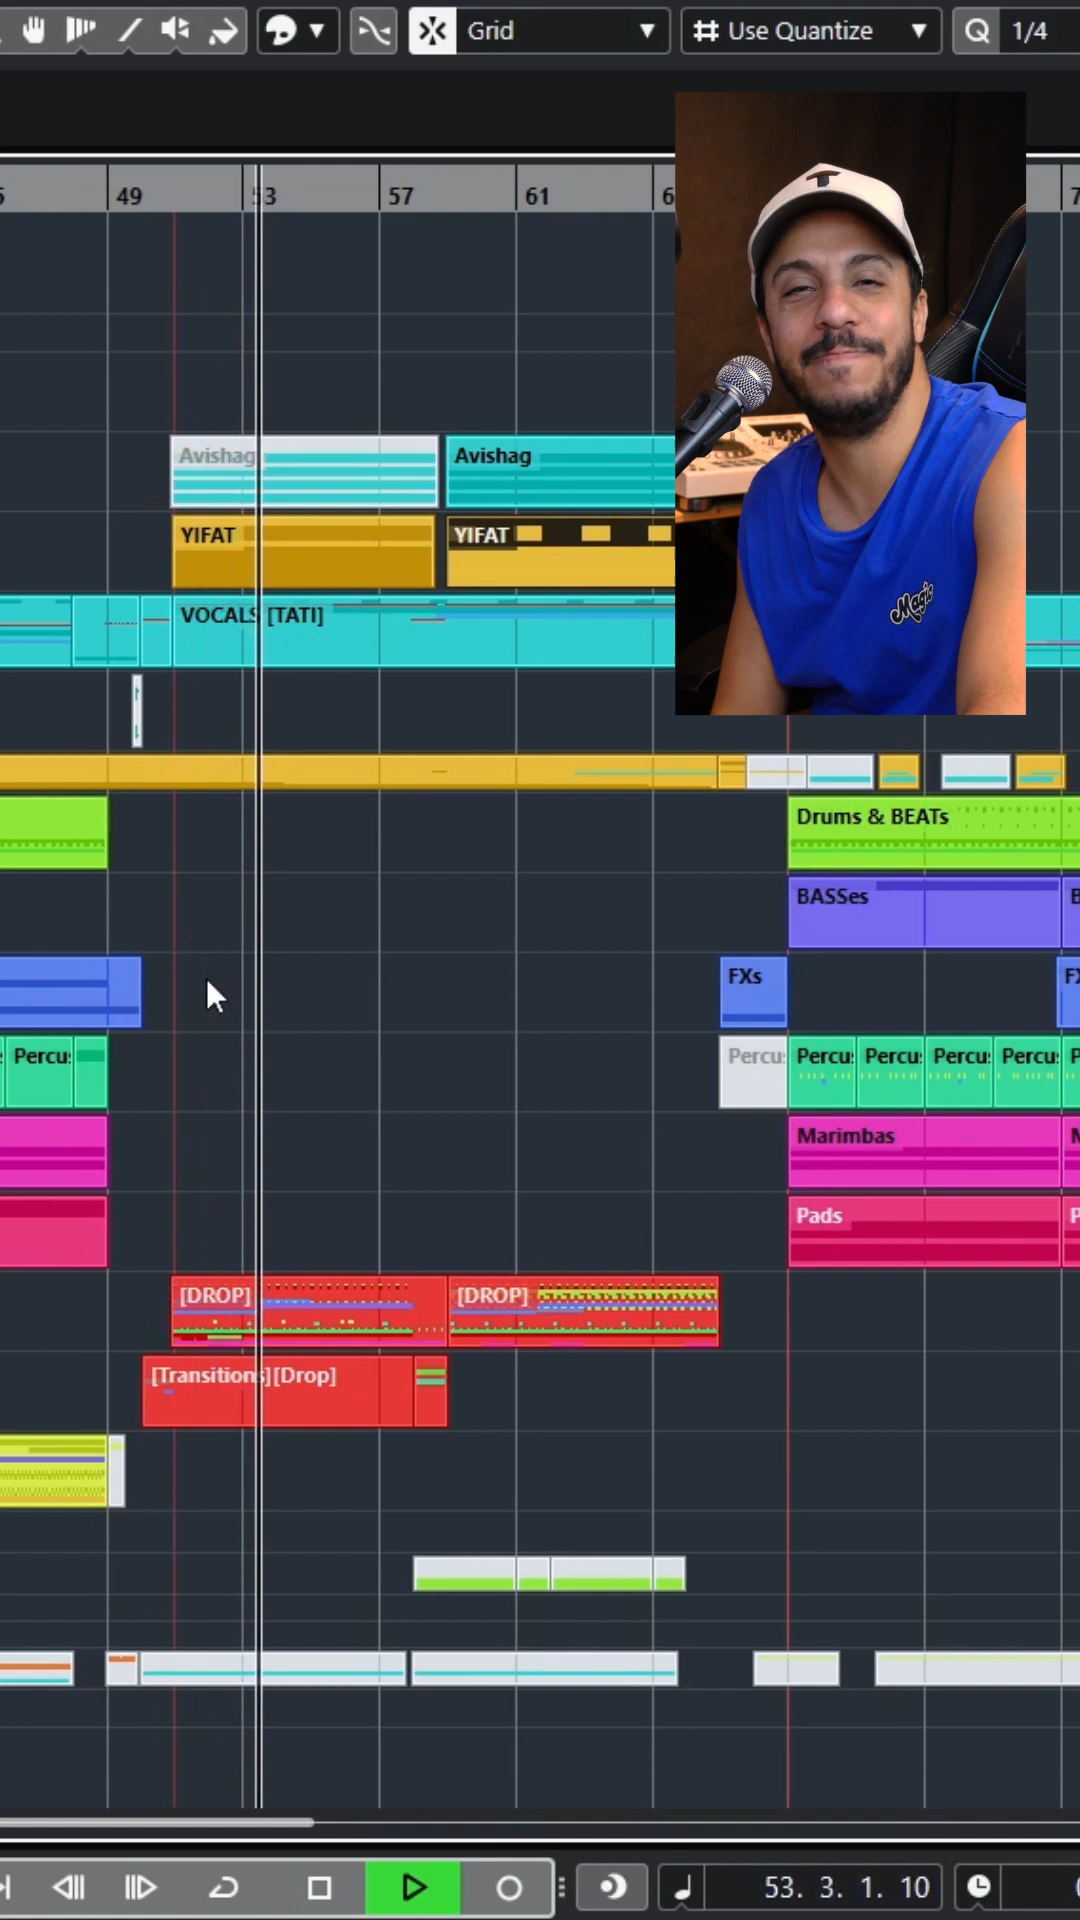 Grid
Use Quantize
Q
1/4
49
53
57
61
T
Avishag
Avishag
YIFAT
YIFAT
VOCALS [TATI]
Magic
Drums & BEATs
BASSes
FXs
Percu
Percu
Percu
Percu
Percu
Percu
Marimbas
Pads
[DROP]
[DROP]
[Transitions][Drop]
53. 3. 1. 10